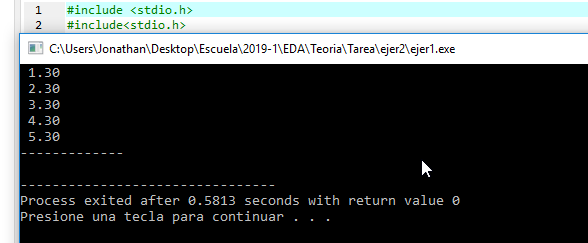 1 #include <stdio.h>
2 #include<stdio.h>
C:\Users\Jonathan\Desktop\Escuela\2019-1\EDA\Teoria\Tarea\ejer2\ejer1.exe
1.30
2.30
3.30
4.30
5.30
-------------
--------------------------------
Process exited after 0.5813 seconds with return value 0
Presione una tecla para continuar . . .